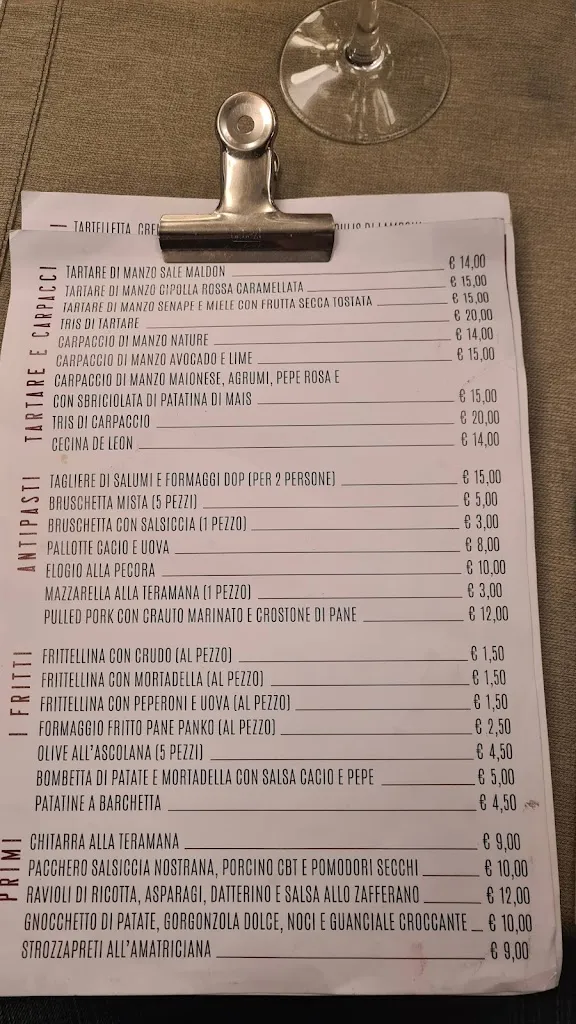 TARTELLETTA, CRE
TARTARE E CARPACCI
TARTARE DI MANZO SALE MALDON € 14,00
TARTARE DI MANZO CIPOLLA ROSSA CARAMELLATA € 15,00
TARTARE DI MANZO SENAPE E MIELE CON FRUTTA SECCA TOSTATA € 15,00
TRIS DI TARTARE € 20,00
CARPACCIO DI MANZO NATURE € 14,00
CARPACCIO DI MANZO AVOCADO E LIME € 15,00
CARPACCIO DI MANZO MAIONESE, AGRUMI, PEPE ROSA E
CON SBRICIOLATA DI PATATINA DI MAIS € 15,00
TRIS DI CARPACCIO € 20,00
CECINA DE LEON € 14,00
ANTIPASTI
TAGLIERE DI SALUMI E FORMAGGI DOP (PER 2 PERSONE) € 15,00
BRUSCHETTA MISTA (5 PEZZI) € 5,00
BRUSCHETTA CON SALSICCIA (1 PEZZO) € 3,00
PALLOTTE CACIO E UOVA € 8,00
ELOGIO ALLA PECORA € 10,00
MAZZARELLA ALLA TERAMANA (1 PEZZO) € 3,00
PULLED PORK CON CRAUTO MARINATO E CROSTONE DI PANE € 12,00
I FRITTI
FRITTELLINA CON CRUDO (AL PEZZO) € 1,50
FRITTELLINA CON MORTADELLA (AL PEZZO) € 1,50
FRITTELLINA CON PEPERONI E UOVA (AL PEZZO) € 1,50
FORMAGGIO FRITTO PANE PANKO (AL PEZZO) € 2,50
OLIVE ALL'ASCOLANA (5 PEZZI) € 4,50
BOMBETTA DI PATATE E MORTADELLA CON SALSA CACIO E PEPE € 5,00
PATATINE A BARCHETTA € 4,50
PRIMI
CHITARRA ALLA TERAMANA € 9,00
PACCHERO SALSICCIA NOSTRANA, PORCINO CBT E POMODORI SECCHI € 10,00
RAVIOLI DI RICOTTA, ASPARAGI, DATTERINO E SALSA ALLO ZAFFERANO € 12,00
GNOCCHETTO DI PATATE, GORGONZOLA DOLCE, NOCI E GUANCIALE CROCCANTE € 10,00
STROZZAPRETI ALL'AMATRICIANA € 9,00